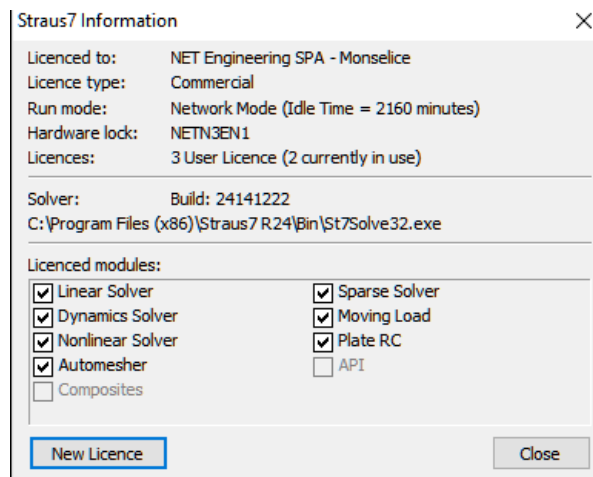 Straus7 Information
Licenced to: NET Engineering SPA - Monselice
Licence type: Commercial
Run mode: Network Mode (Idle Time = 2160 minutes)
Hardware lock: NETN3EN1
Licences: 3 User Licence (2 currently in use)
Solver: Build: 24141222
C:\Program Files (x86)\Straus7 R24\Bin\St7Solve32.exe
Licenced modules:
Linear Solver Sparse Solver
Dynamics Solver Moving Load
Nonlinear Solver Plate RC
Automesher API
Composites
New Licence Close